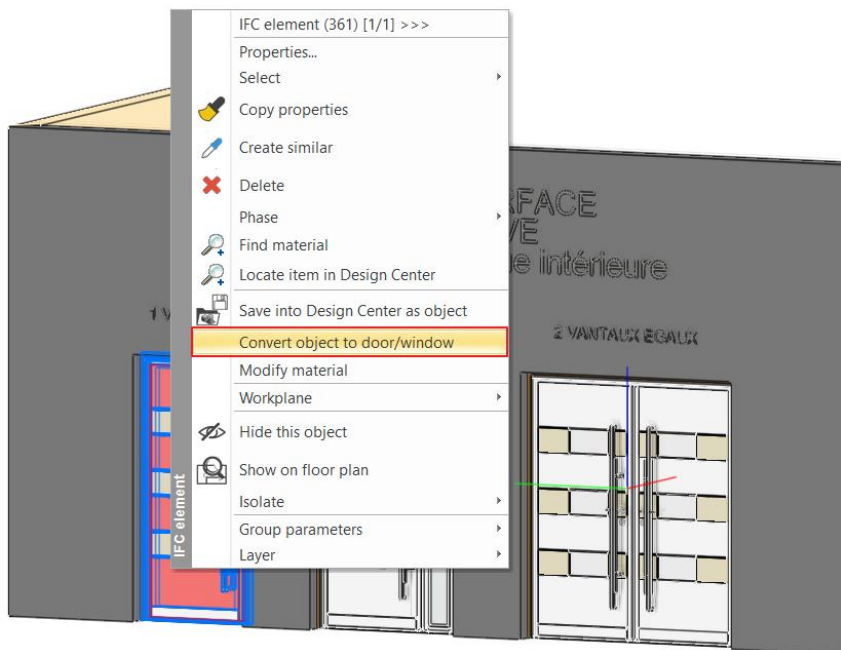 IFC element (361) [1/1] >>>
Properties...
Select
Copy properties
Create similar
Delete
Phase
Find material
Locate item in Design Center
Save into Design Center as object
Convert object to door/window
Modify material
Workplane
Hide this object
Show on floor plan
Isolate
Group parameters
Layer
IFC element
RFACE
VE
e intérieure
1 V
2 VANTAUX EGAUX